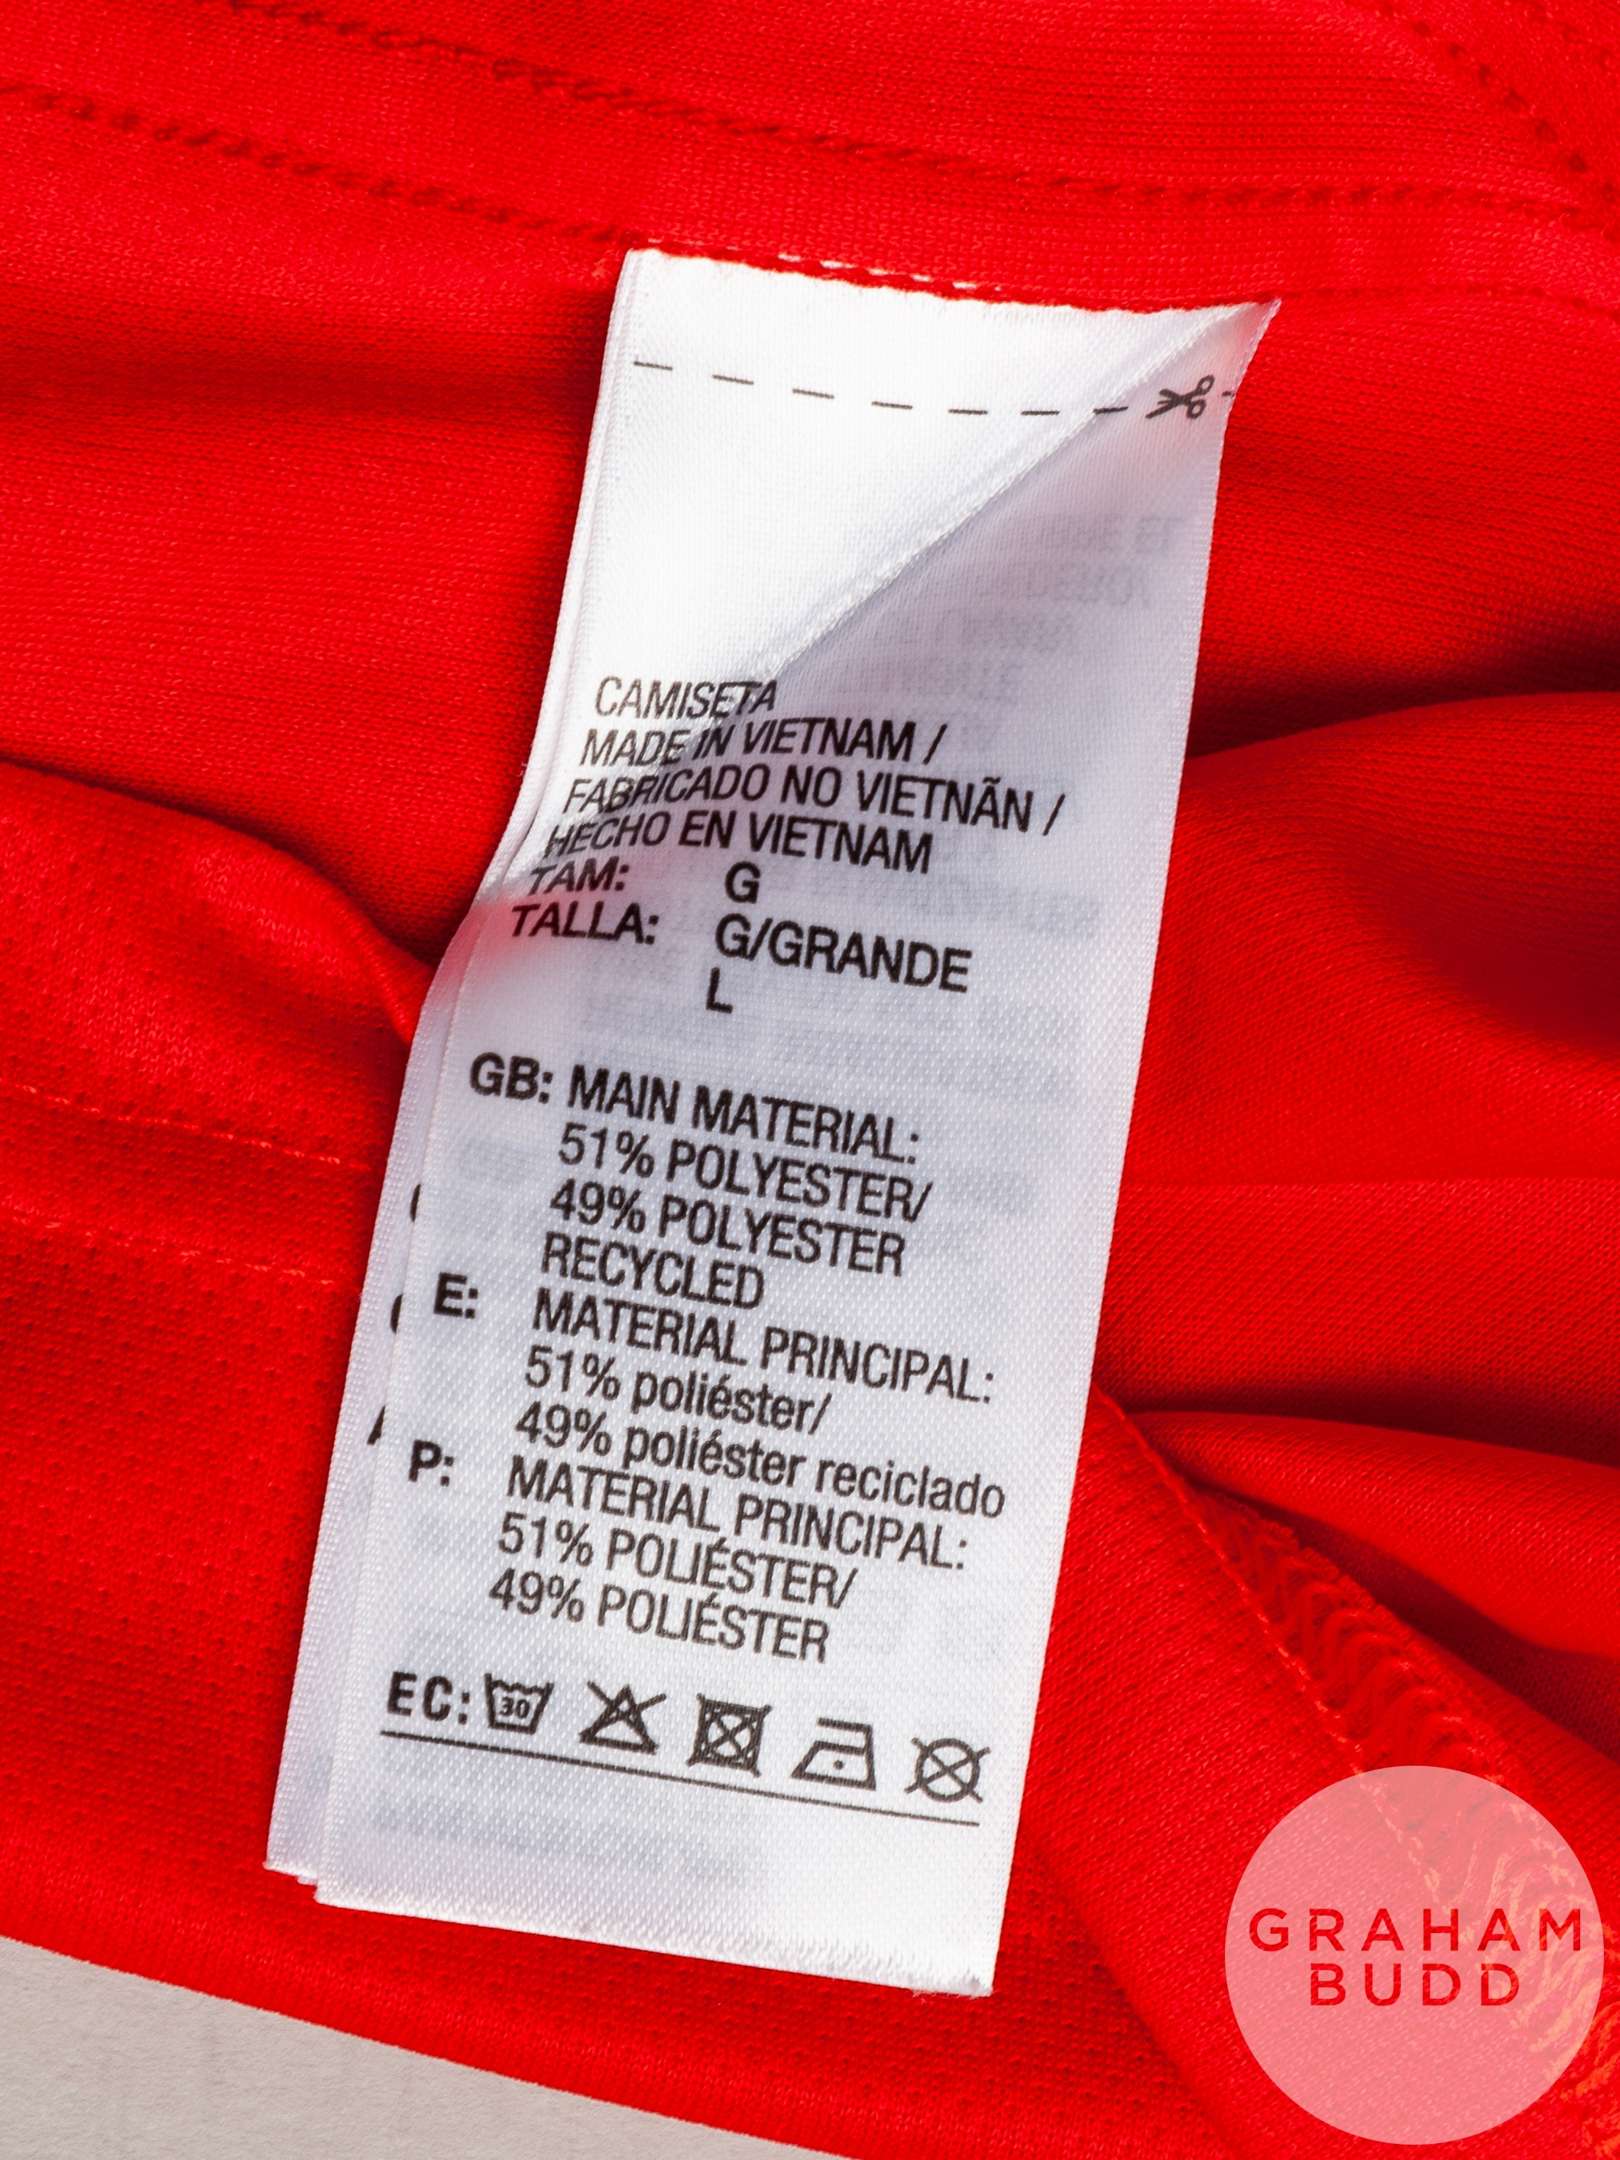 CAMISETA
MADE IN VIETNAM /
FABRICADO NO VIETNÃN /
HECHO EN VIETNAM
TAM: G
TALLA: G/GRANDE
L
GB: MAIN MATERIAL:
51% POLYESTER/
49% POLYESTER
RECYCLED
E: MATERIAL PRINCIPAL:
51% poliéster/
49% poliéster reciclado
P: MATERIAL PRINCIPAL:
51% POLIÉSTER/
49% POLIÉSTER
EC: 30
GRAHAM
BUDD